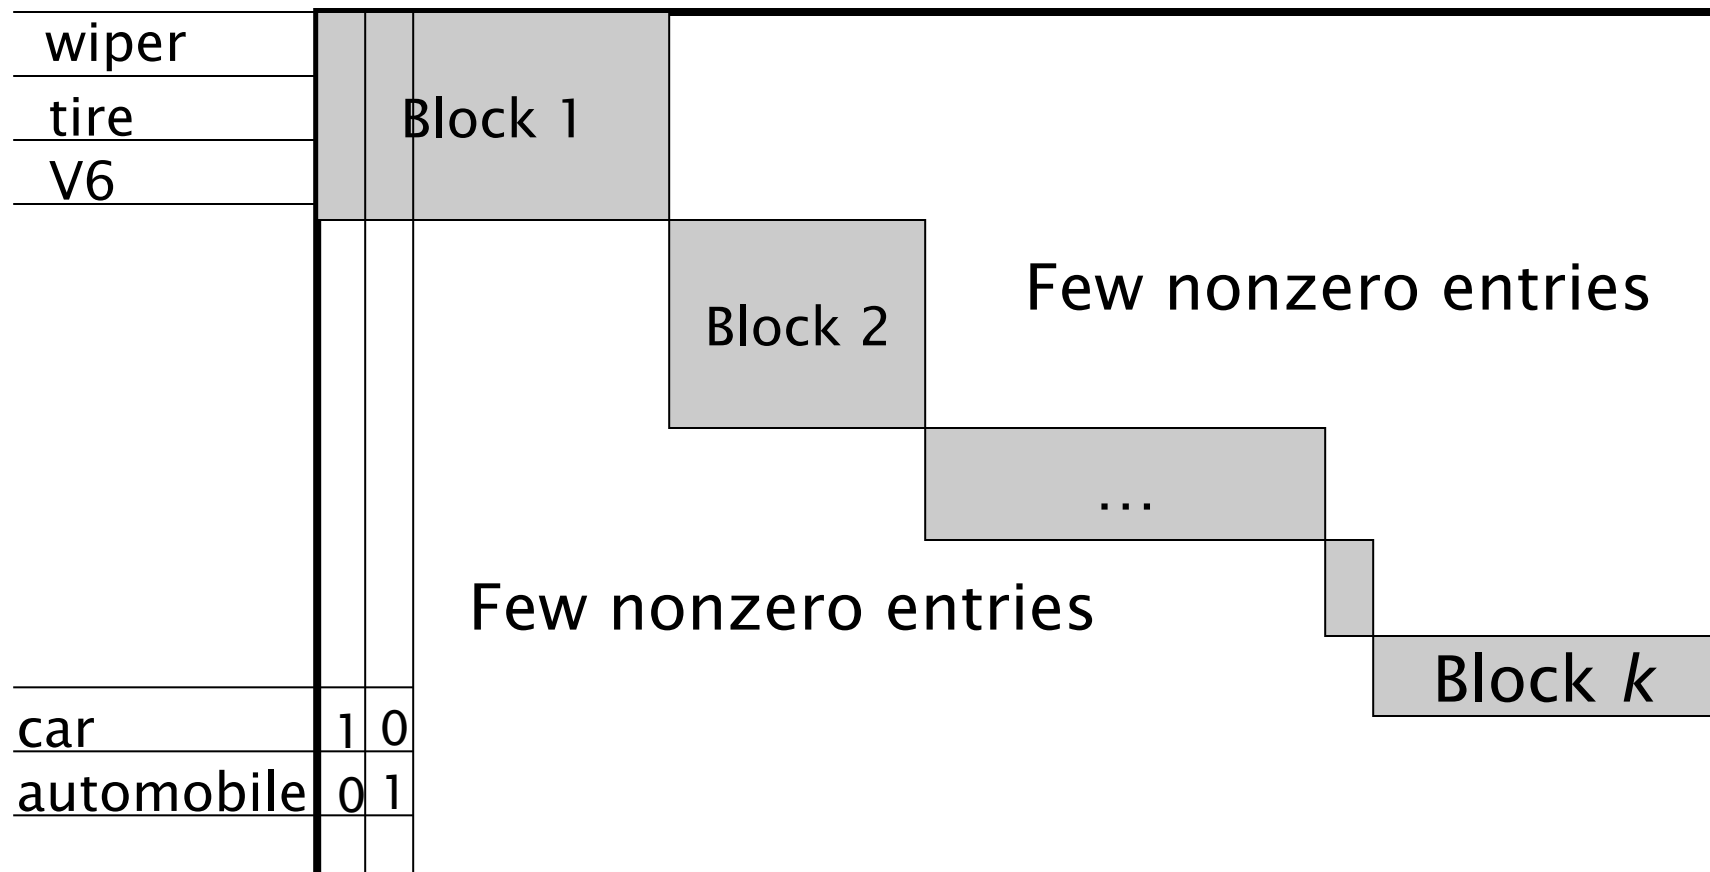 wiper
tire
V6
Block 1
Block 2
Few nonzero entries
...
Few nonzero entries
Block k
car 1 0
automobile 0 1